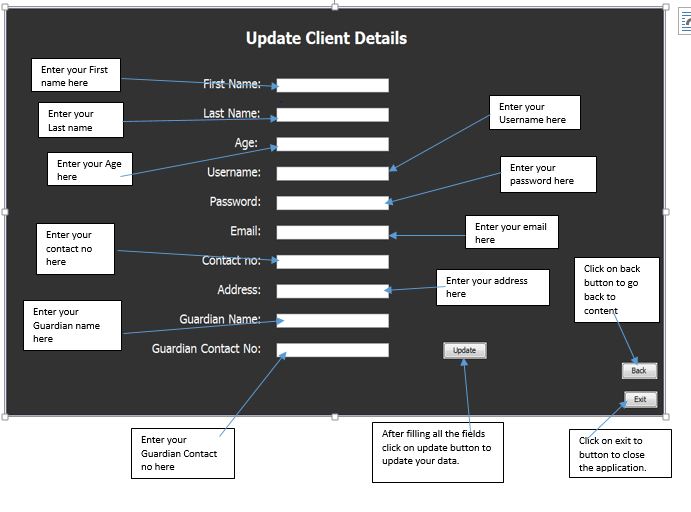 Update Client Details
Enter your First
name here
First Name:
Enter your
Last name
Last Name:
Enter your
Username here
Age:
Enter your Age
here
Username:
Enter your
password here
Password:
Enter your email
here
Email:
Enter your
contact no
here
Contact no:
Click on back
button to go
back to
content
Enter your address
here
Address:
Enter your
Guardian name
here
Guardian Name:
Guardian Contact No:
Update
Back
Exit
Enter your
Guardian Contact
no here
After filling all the fields
click on update button to
update your data.
Click on exit to
button to close
the application.